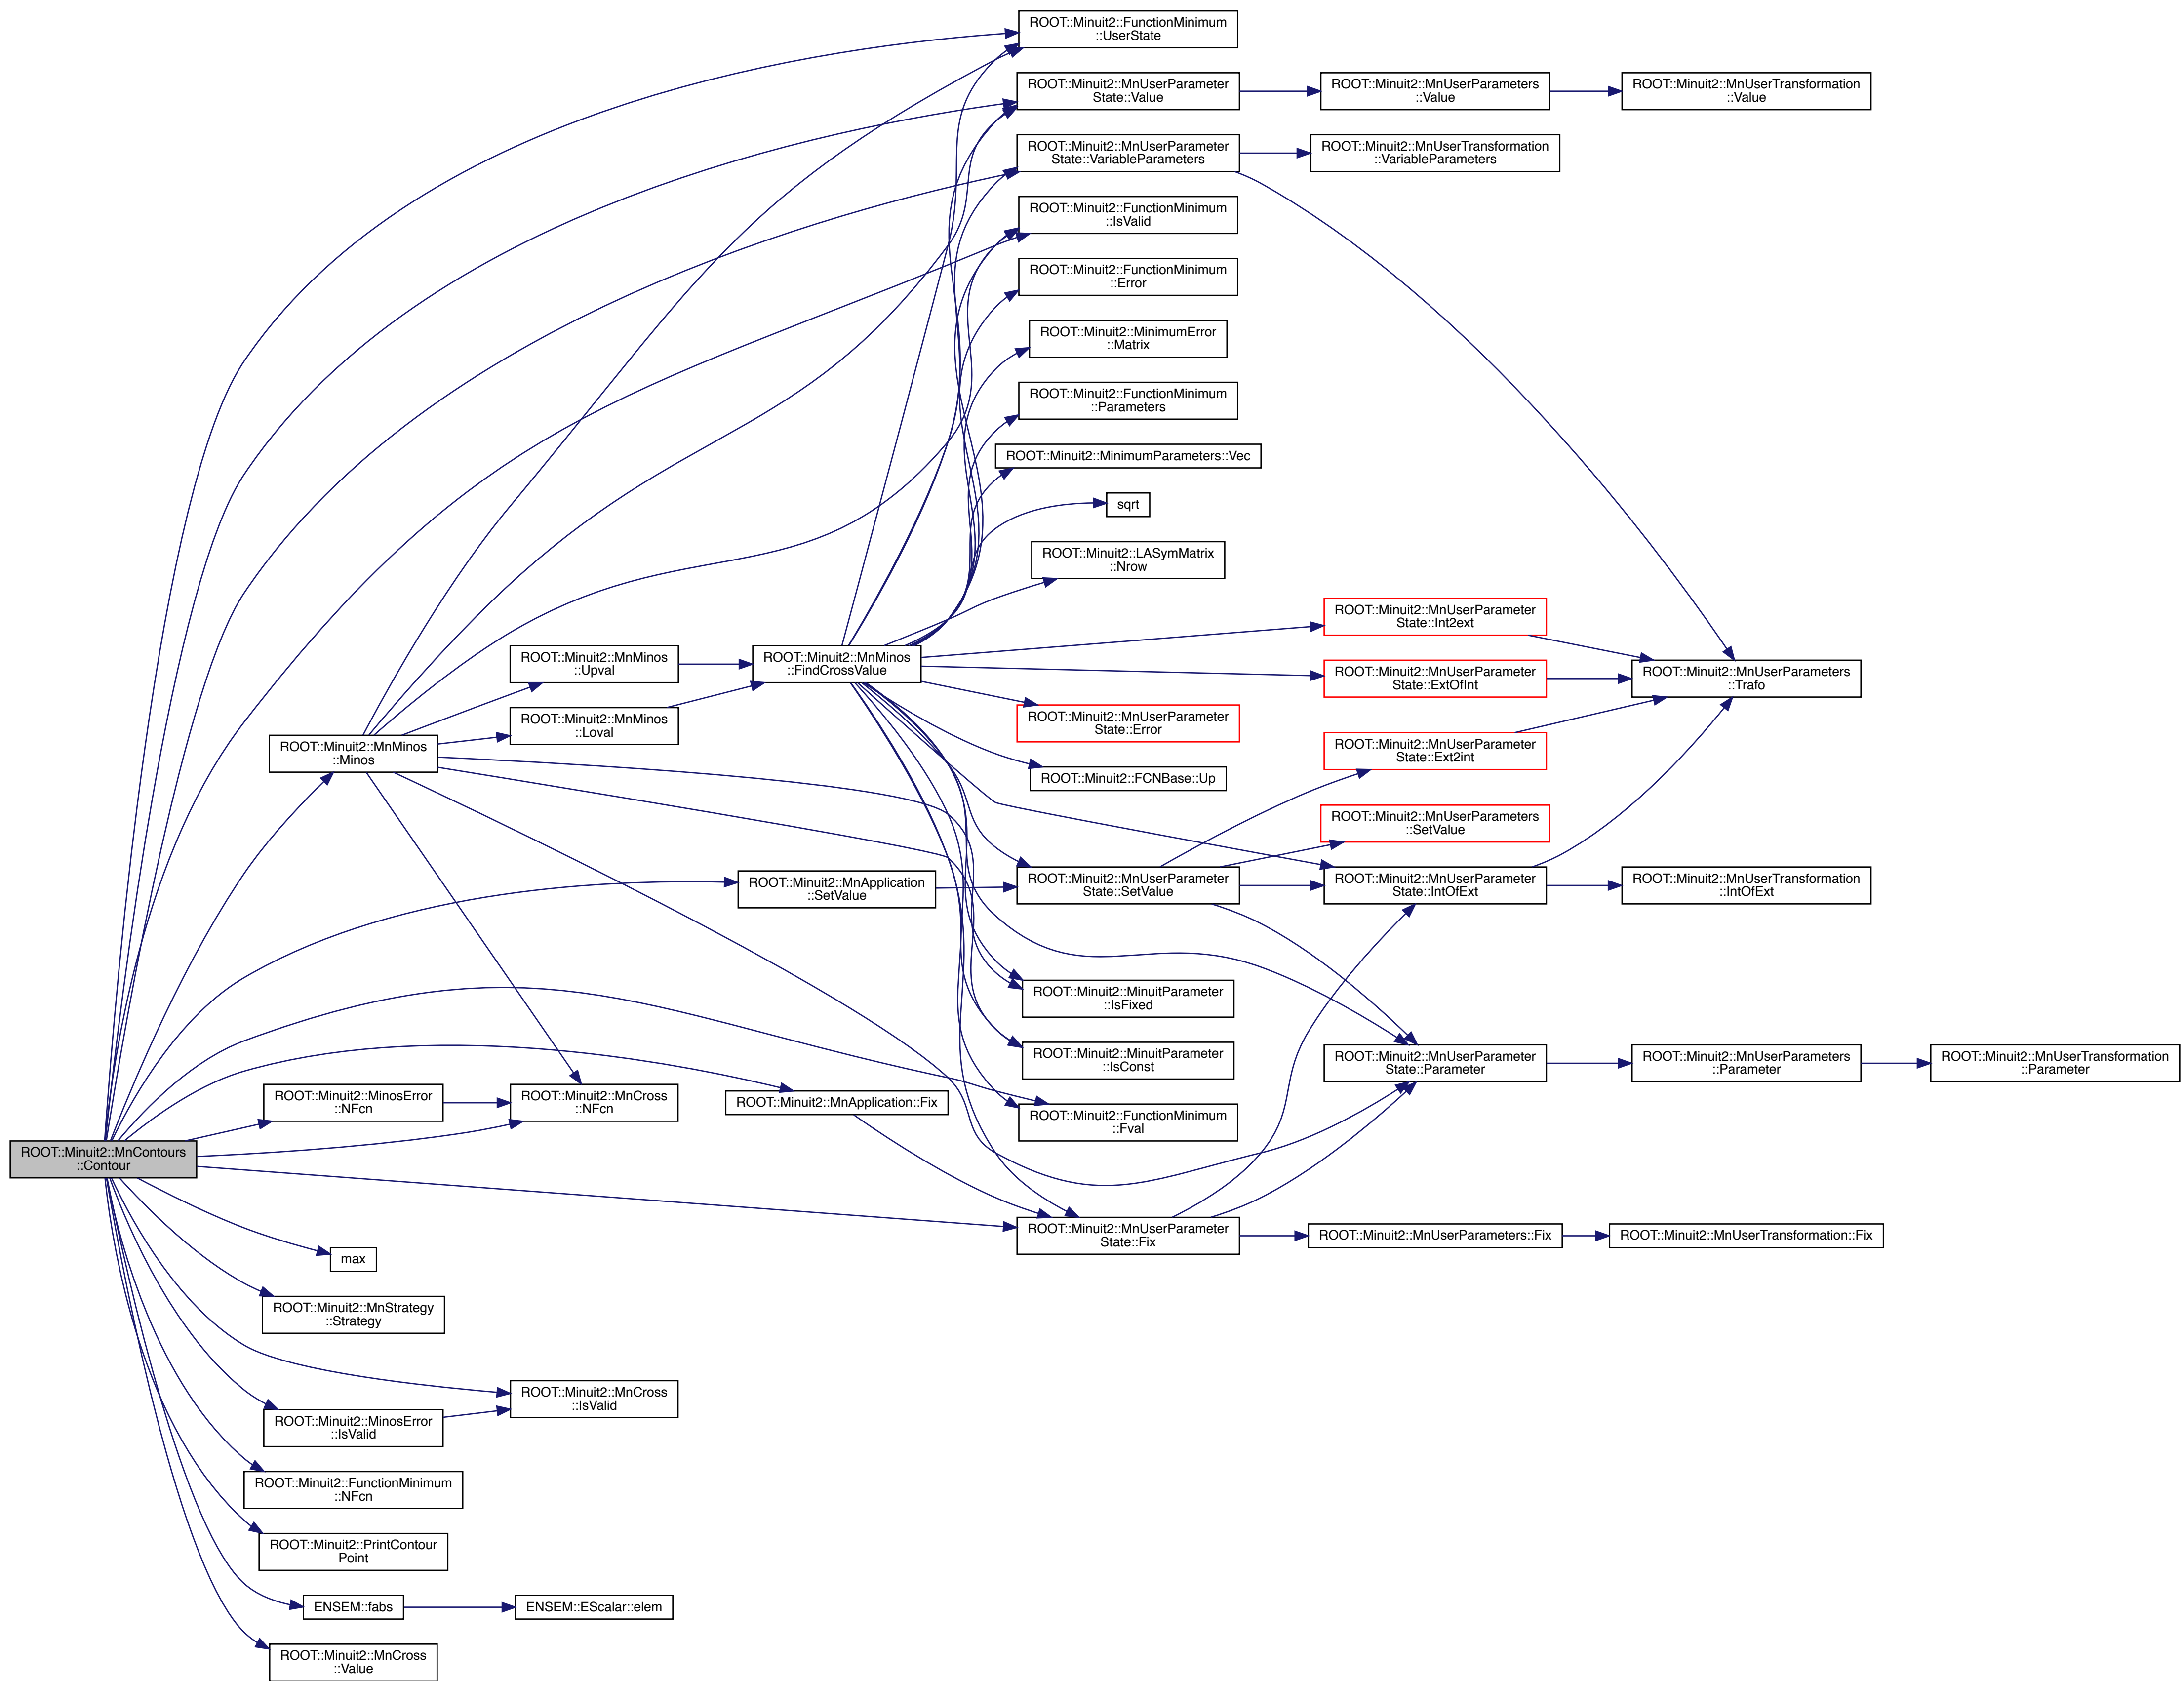 ROOT::Minuit2::FunctionMinimum
::UserState
ROOT::Minuit2::MnUserParameter
State::Value
ROOT::Minuit2::MnUserParameters
::Value
ROOT::Minuit2::MnUserTransformation
::Value
ROOT::Minuit2::MnUserParameter
State::VariableParameters
ROOT::Minuit2::MnUserTransformation
::VariableParameters
ROOT::Minuit2::FunctionMinimum
::IsValid
ROOT::Minuit2::FunctionMinimum
::Error
ROOT::Minuit2::MinimumError
::Matrix
ROOT::Minuit2::FunctionMinimum
::Parameters
ROOT::Minuit2::MinimumParameters::Vec
sqrt
ROOT::Minuit2::LASymMatrix
::Nrow
ROOT::Minuit2::MnUserParameter
State::Int2ext
ROOT::Minuit2::MnMinos
::Upval
ROOT::Minuit2::MnMinos
::FindCrossValue
ROOT::Minuit2::MnUserParameter
State::ExtOfInt
ROOT::Minuit2::MnUserParameters
::Trafo
ROOT::Minuit2::MnMinos
::Loval
ROOT::Minuit2::MnUserParameter
State::Error
ROOT::Minuit2::MnMinos
::Minos
ROOT::Minuit2::MnUserParameter
State::Ext2int
ROOT::Minuit2::FCNBase::Up
ROOT::Minuit2::MnUserParameters
::SetValue
ROOT::Minuit2::MnApplication
::SetValue
ROOT::Minuit2::MnUserParameter
State::SetValue
ROOT::Minuit2::MnUserParameter
State::IntOfExt
ROOT::Minuit2::MnUserTransformation
::IntOfExt
ROOT::Minuit2::MinuitParameter
::IsFixed
ROOT::Minuit2::MinuitParameter
::IsConst
ROOT::Minuit2::MnUserParameter
State::Parameter
ROOT::Minuit2::MnUserParameters
::Parameter
ROOT::Minuit2::MnUserTransformation
::Parameter
ROOT::Minuit2::MinosError
::NFcn
ROOT::Minuit2::MnCross
::NFcn
ROOT::Minuit2::MnApplication::Fix
ROOT::Minuit2::FunctionMinimum
::Fval
ROOT::Minuit2::MnContours
::Contour
ROOT::Minuit2::MnUserParameter
State::Fix
ROOT::Minuit2::MnUserParameters::Fix
ROOT::Minuit2::MnUserTransformation::Fix
max
ROOT::Minuit2::MnStrategy
::Strategy
ROOT::Minuit2::MnCross
::IsValid
ROOT::Minuit2::MinosError
::IsValid
ROOT::Minuit2::FunctionMinimum
::NFcn
ROOT::Minuit2::PrintContour
Point
ENSEM::fabs
ENSEM::EScalar::elem
ROOT::Minuit2::MnCross
::Value